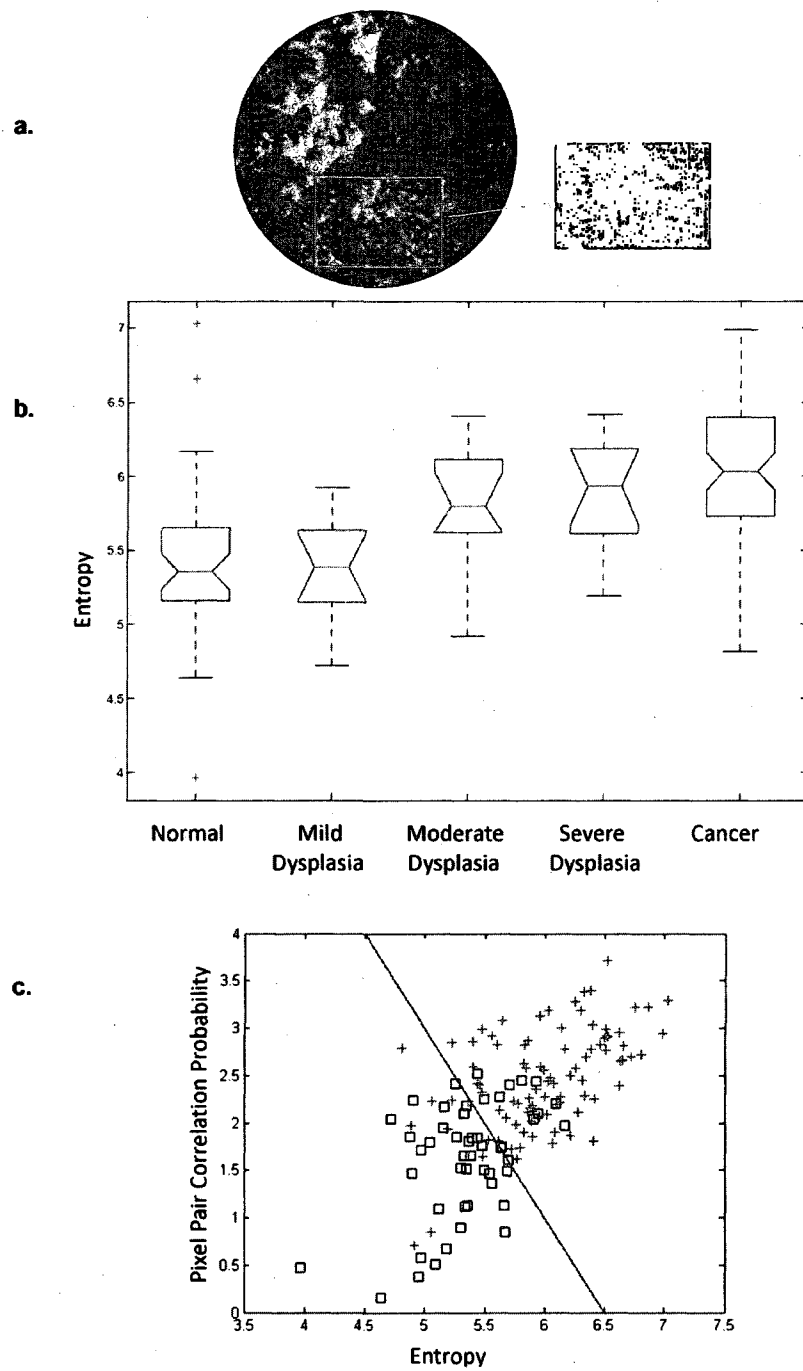 a.
b.
Entropy
7
6.5
6
5.5
5
4.5
4
Normal
Mild
Dysplasia
Moderate
Dysplasia
Severe
Dysplasia
Cancer
c.
Pixel Pair Correlation Probability
4
3.5
3
2.5
2
1.5
1
0.5
0
3.5 4 4.5 5 5.5 6 6.5 7 7.5
Entropy